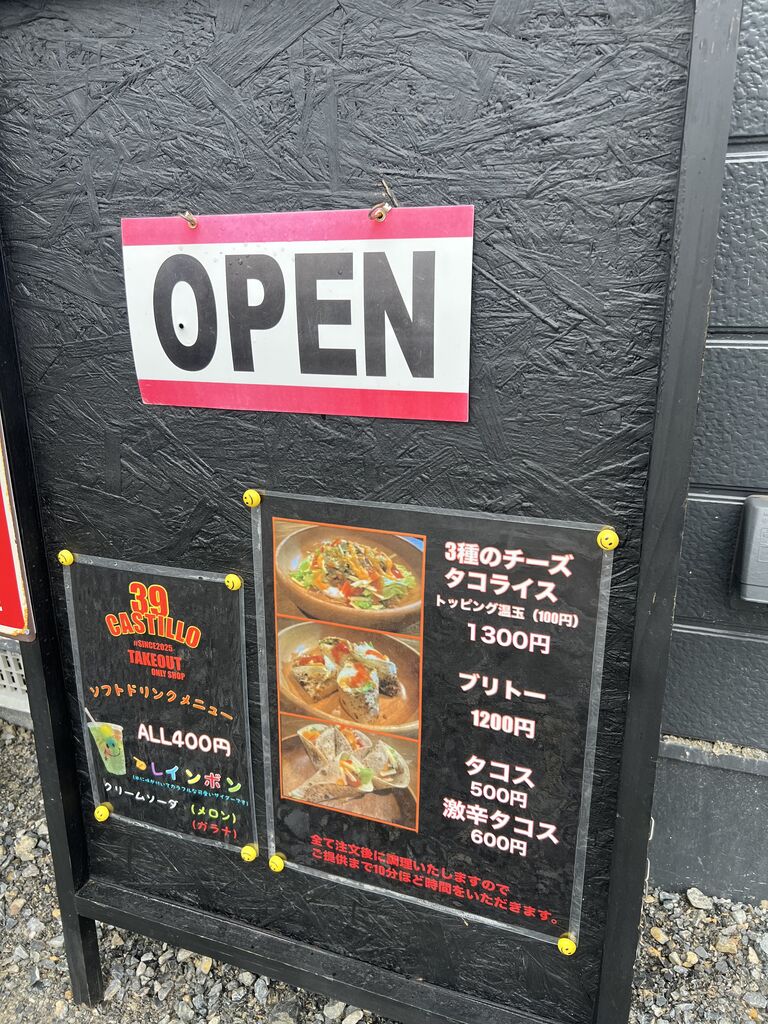 OPEN
39
CASTILLO
#SINCE2025
TAKEOUT
ONLY SHOP
ソフトドリンクメニュー
ALL400円
レインボン
クリームソーダ (メロン)
(ガラナ)
3種のチーズ
タコライス
トッピング温玉 (100円)
1300円
ブリトー
1200円
タコス
500円
激辛タコス
600円
全て注文後に調理いたしますので
ご提供まで10分ほど時間をいただきます。